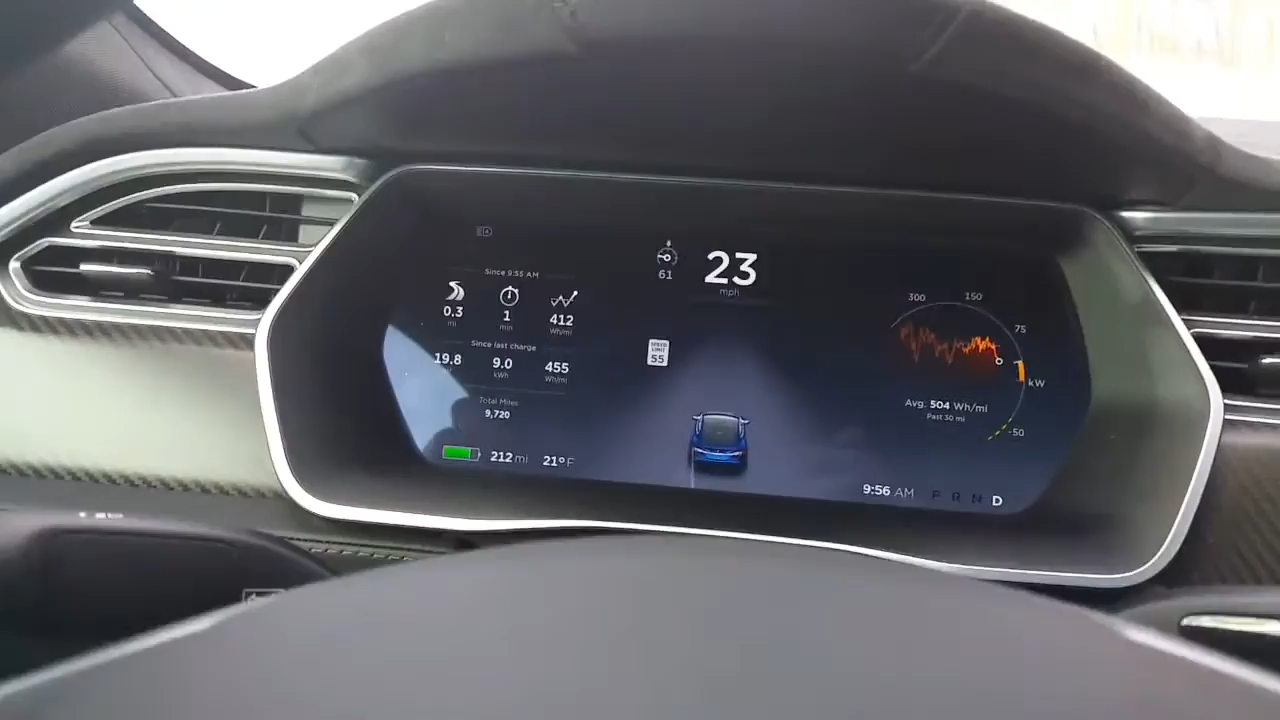 Since 9:55 AM
0.3 1 412
mi min Wh/mi
Since last charge
19.8 9.0 455
kWh Wh/mi
Total Miles
9,720
212 mi 21° F
61
23
mph
SPEED
LIMIT
55
300 150
75
kW
-50
Avg. 504 Wh/mi
Past 30 mi
9:56 AM P R N D